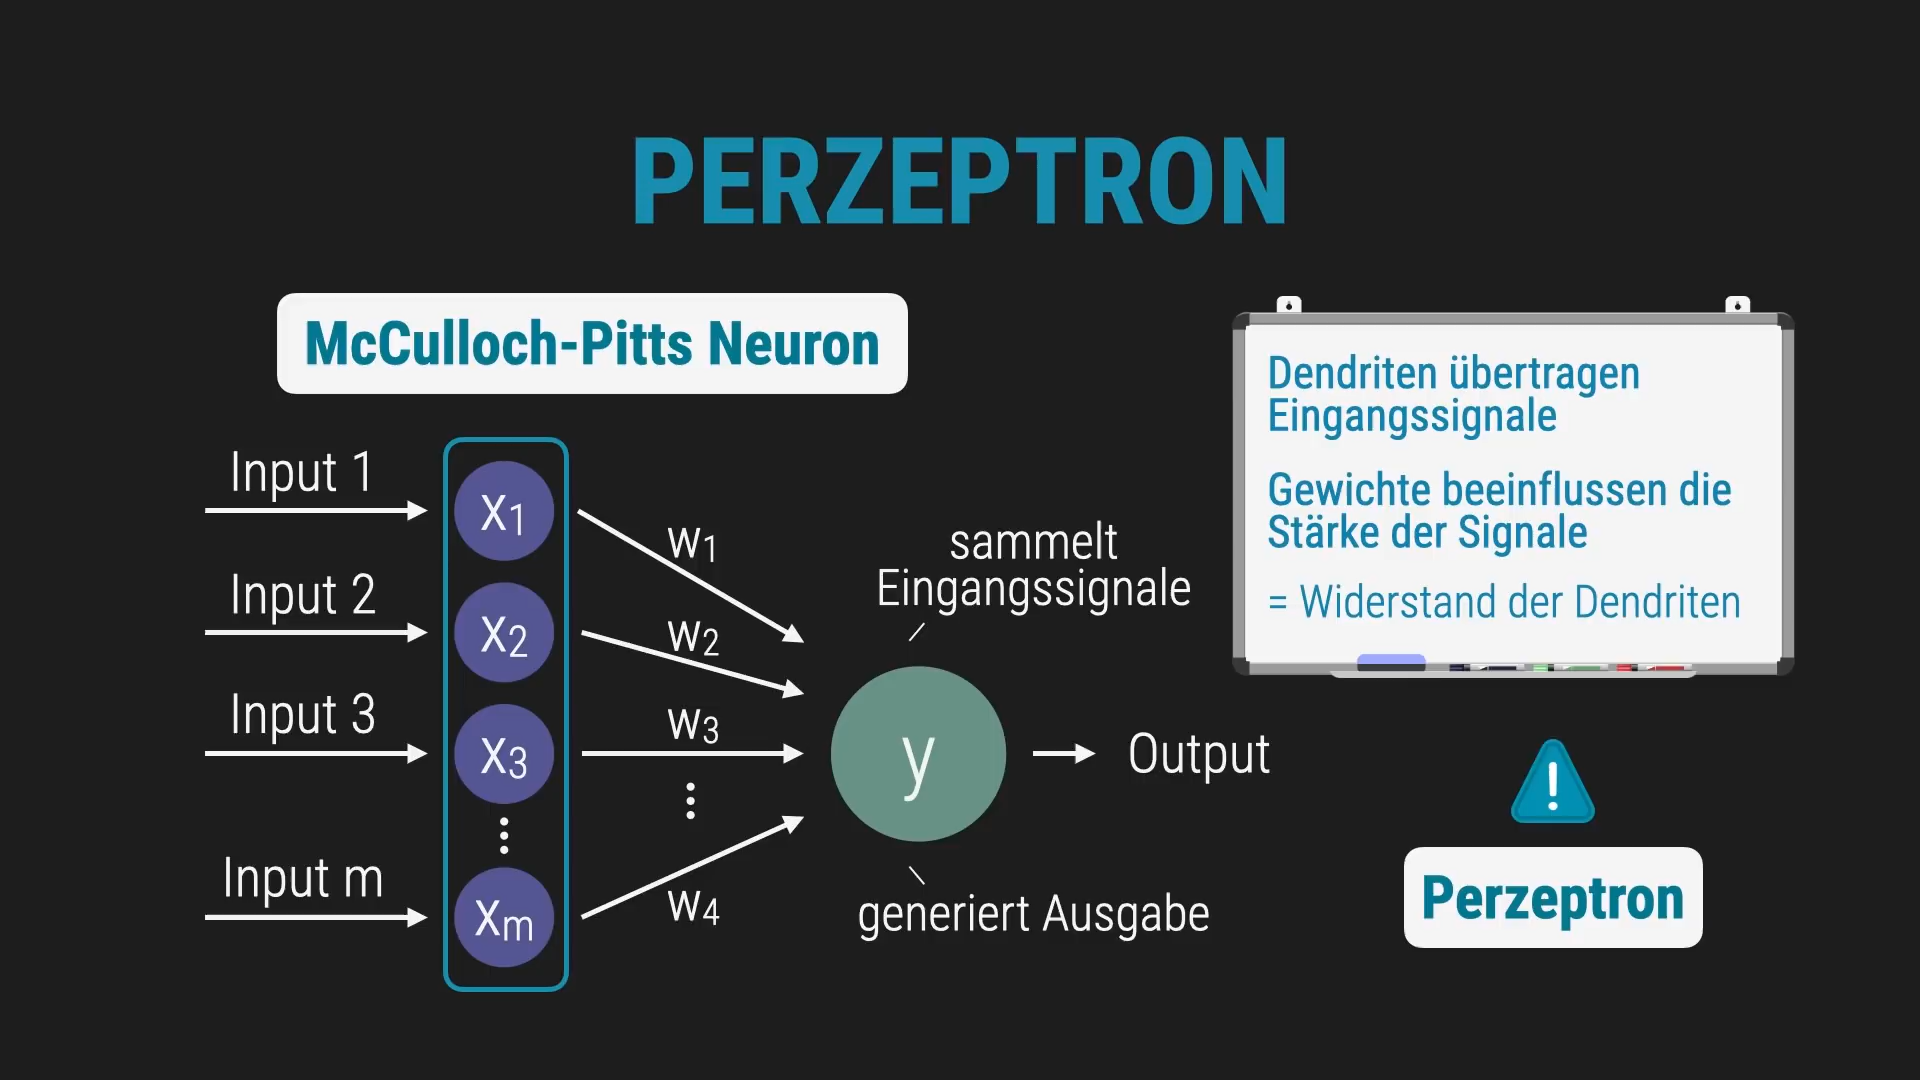 PERZEPTRON
McCulloch-Pitts Neuron
Input 1
Input 2
Input 3
Input m
x1
x2
x3
xm
w1
w2
w3
w4
sammelt
Eingangssignale
y
Output
generiert Ausgabe
Dendriten übertragen
Eingangssignale
Gewichte beeinflussen die
Stärke der Signale
= Widerstand der Dendriten
!
Perzeptron